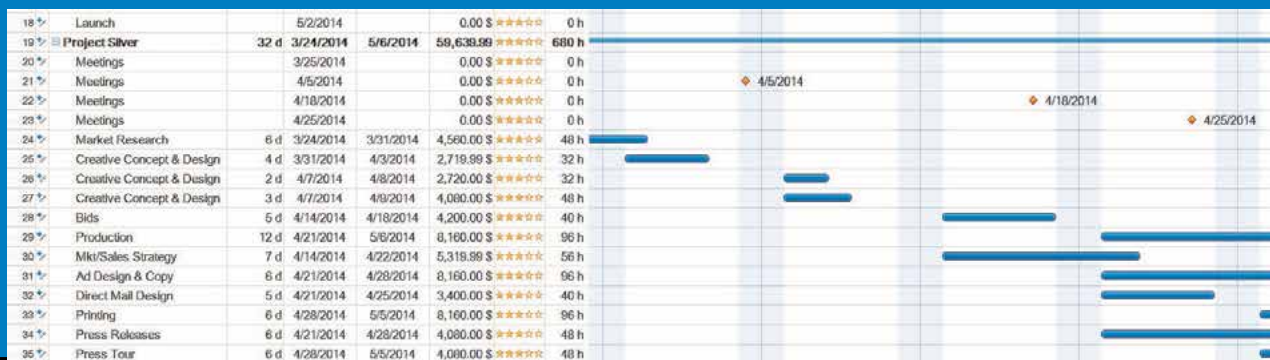 18 Launch 5/2/2014 0.00 $ 0 h
19 Project Silver 32 d 3/24/2014 5/6/2014 59,639.99 680 h
20 Meetings 3/25/2014 0.00 $ 0 h
21 Meetings 4/5/2014 0.00 $ 0 h 4/5/2014
22 Meetings 4/18/2014 0.00 $ 0 h 4/18/2014
23 Meetings 4/25/2014 0.00 $ 0 h 4/25/2014
24 Market Research 6 d 3/24/2014 3/31/2014 4,560.00 $ 48 h
25 Creative Concept & Design 4 d 3/31/2014 4/3/2014 2,719.99 $ 32 h
26 Creative Concept & Design 2 d 4/7/2014 4/8/2014 2,720.00 $ 32 h
27 Creative Concept & Design 3 d 4/7/2014 4/9/2014 4,080.00 $ 48 h
28 Bids 5 d 4/14/2014 4/18/2014 4,200.00 $ 40 h
29 Production 12 d 4/21/2014 5/6/2014 8,160.00 $ 96 h
30 Mkt/Sales Strategy 7 d 4/14/2014 4/22/2014 5,319.99 $ 56 h
31 Ad Design & Copy 6 d 4/21/2014 4/28/2014 8,160.00 $ 96 h
32 Direct Mail Design 5 d 4/21/2014 4/25/2014 3,400.00 $ 40 h
33 Printing 6 d 4/28/2014 5/5/2014 8,160.00 $ 96 h
34 Press Releases 6 d 4/21/2014 4/28/2014 4,080.00 $ 48 h
35 Press Tour 6 d 4/28/2014 5/5/2014 4,080.00 $ 48 h